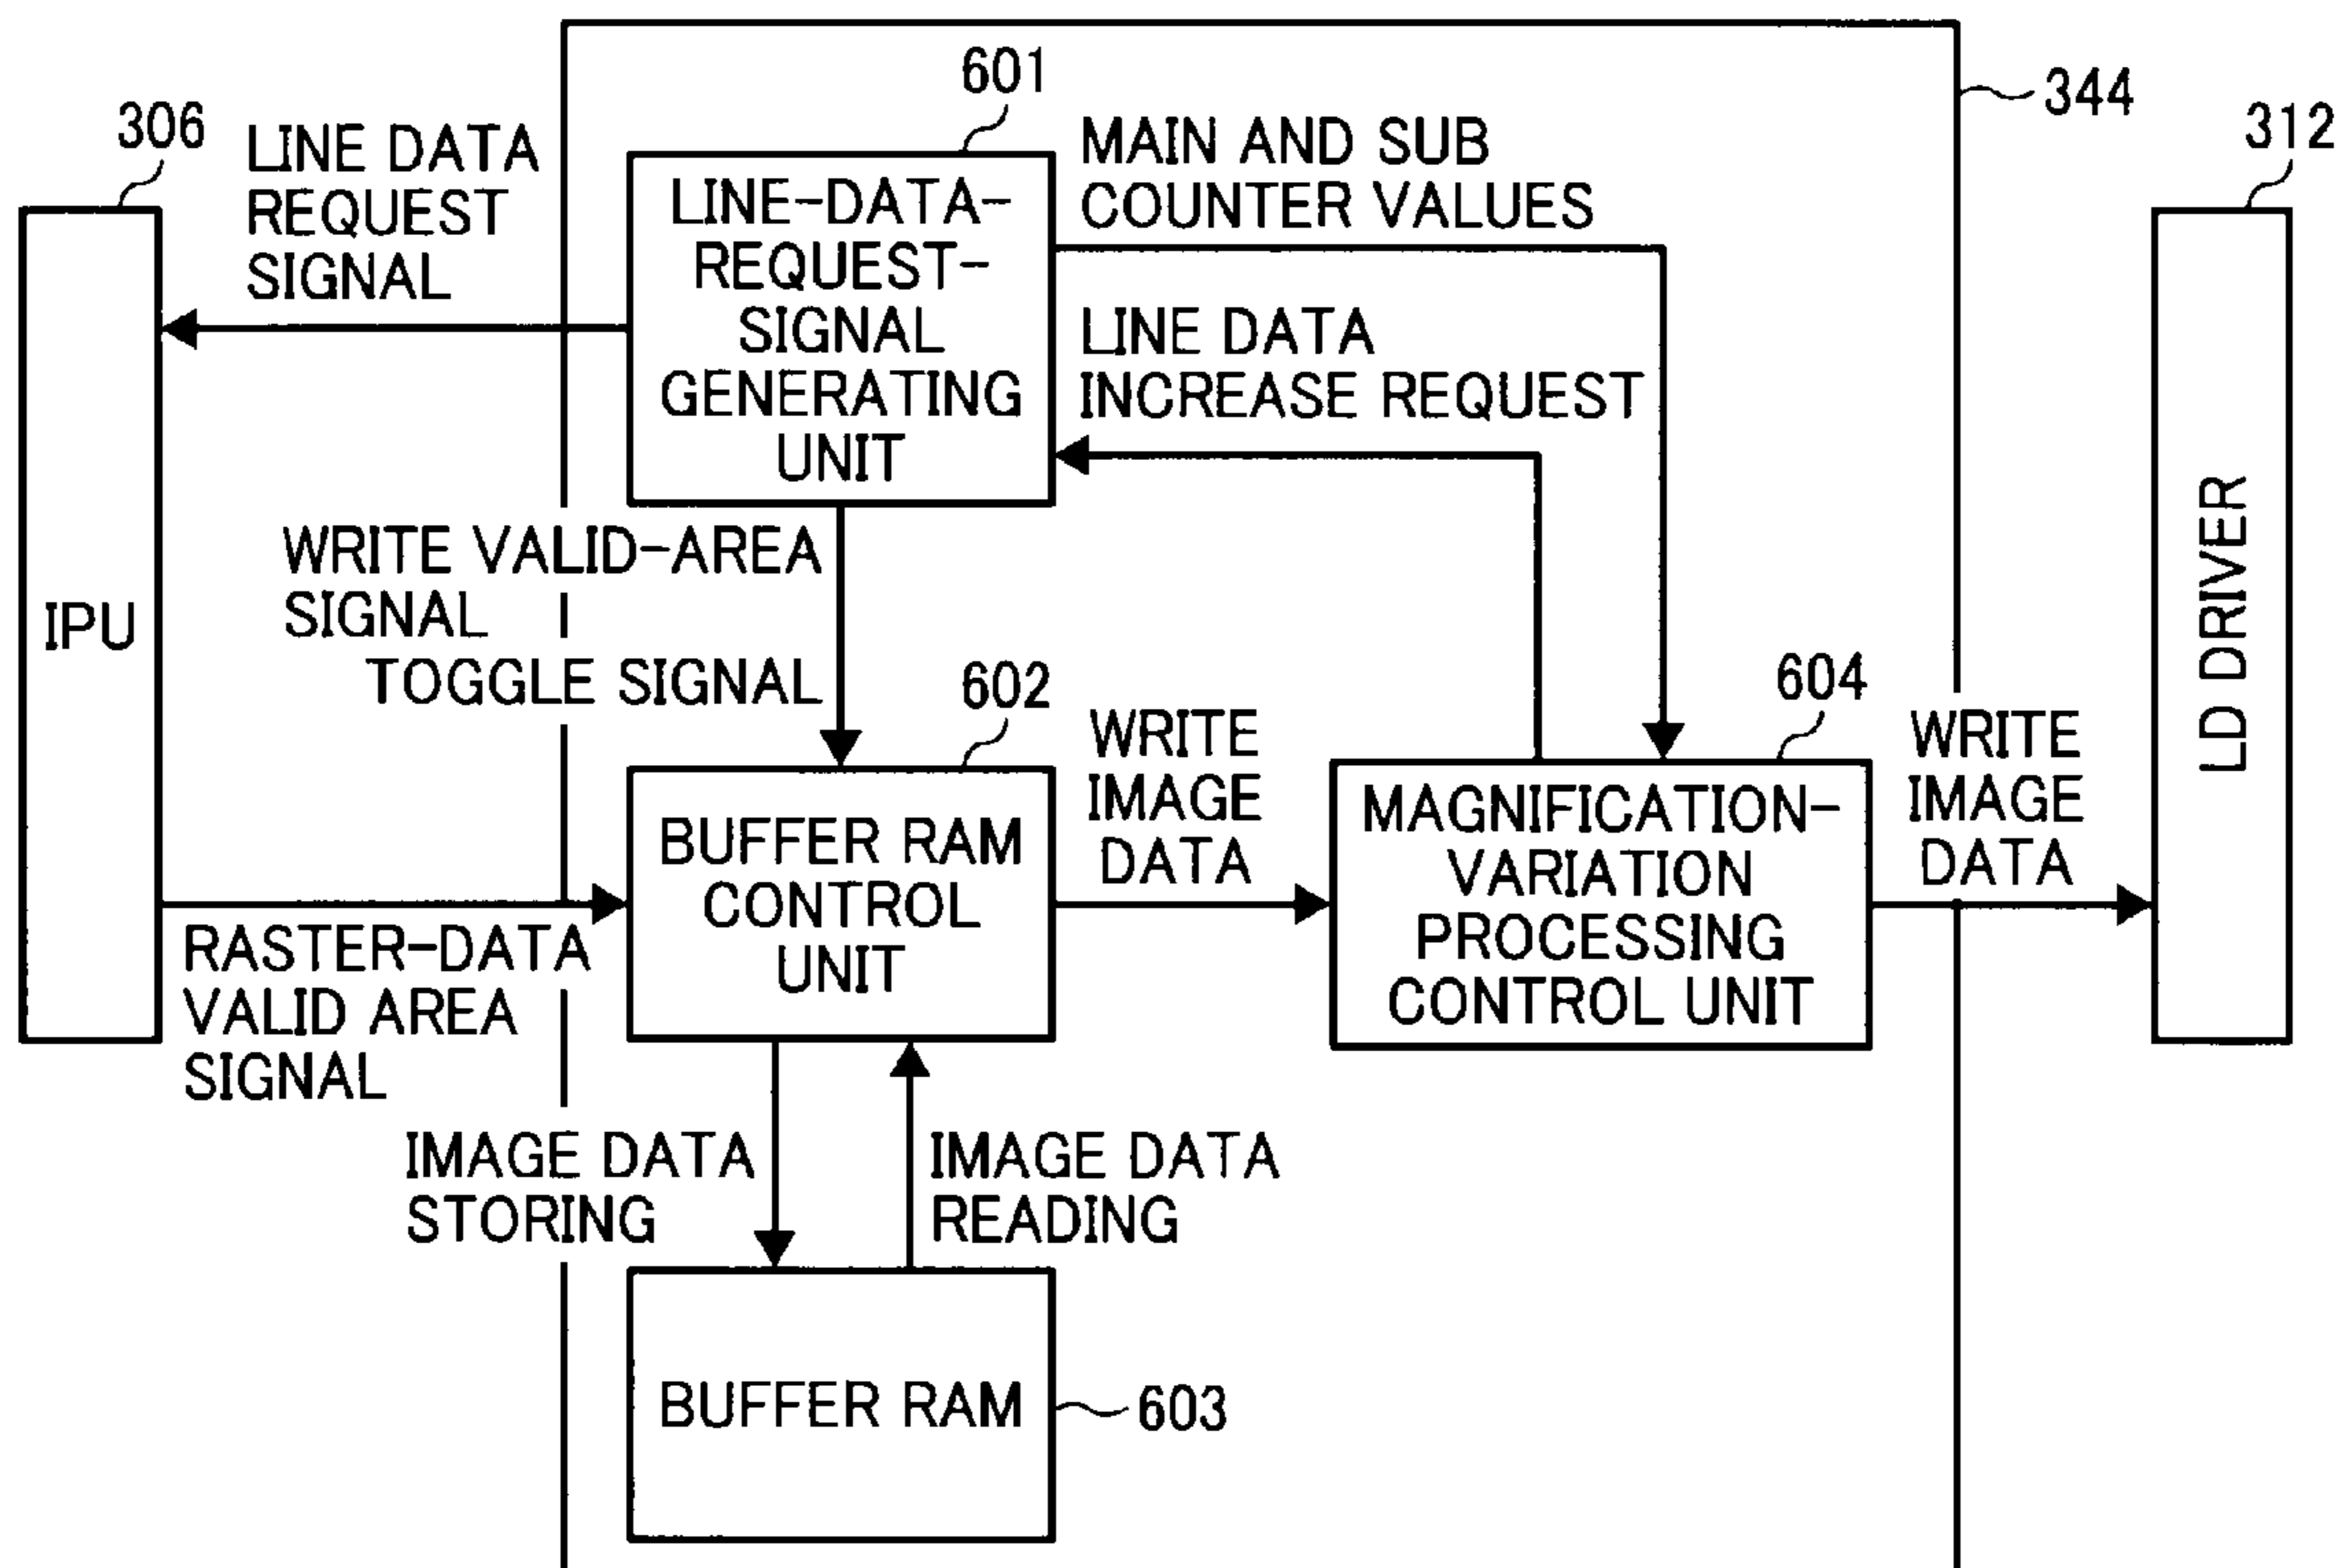 601
344
306
312
LINE DATA
REQUEST
SIGNAL
LINE-DATA-
REQUEST-
SIGNAL
GENERATING
UNIT
MAIN AND SUB
COUNTER VALUES
LINE DATA
INCREASE REQUEST
WRITE VALID-AREA
SIGNAL
TOGGLE SIGNAL
IPU
602
604
LD DRIVER
BUFFER RAM
CONTROL
UNIT
WRITE
IMAGE
DATA
MAGNIFICATION-
VARIATION
PROCESSING
CONTROL UNIT
WRITE
IMAGE
DATA
RASTER-DATA
VALID AREA
SIGNAL
IMAGE DATA
STORING
IMAGE DATA
READING
BUFFER RAM
603